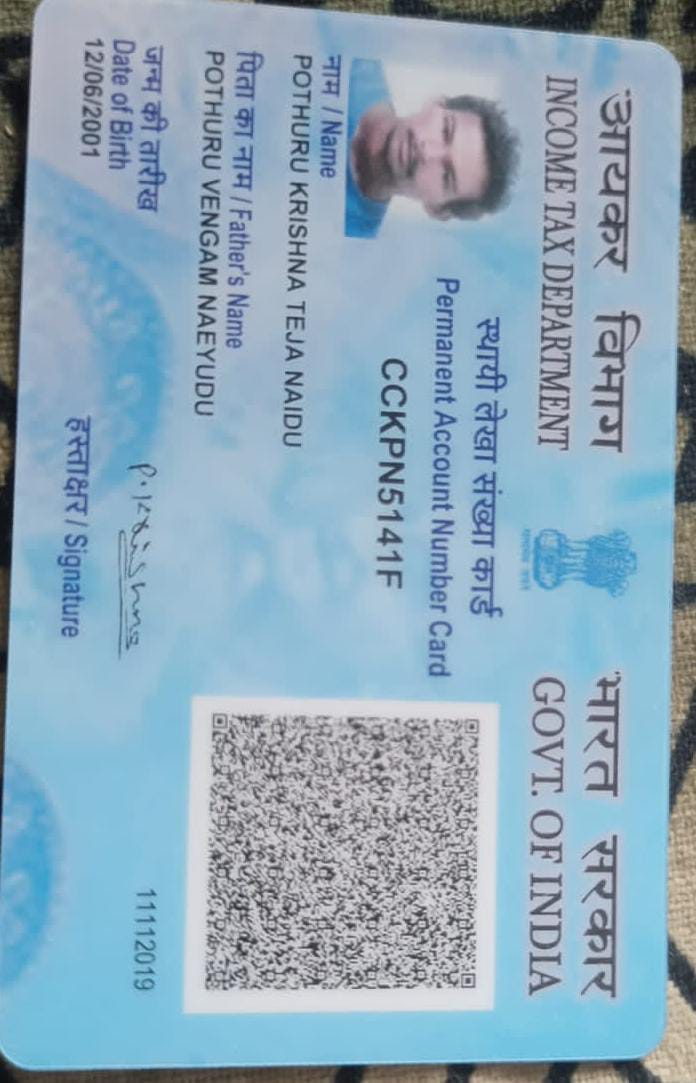 आयकर विभाग
INCOME TAX DEPARTMENT
भारत सरकार
GOVT. OF INDIA
स्थायी लेखा संख्या कार्ड
Permanent Account Number Card
CCKPN5141F
नाम / Name
POTHURU KRISHNA TEJA NAIDU
पिता का नाम / Father's Name
POTHURU VENGAM NAEYUDU
जन्म की तारीख
Date of Birth
12/06/2001
P. Krishna
हस्ताक्षर / Signature
11112019